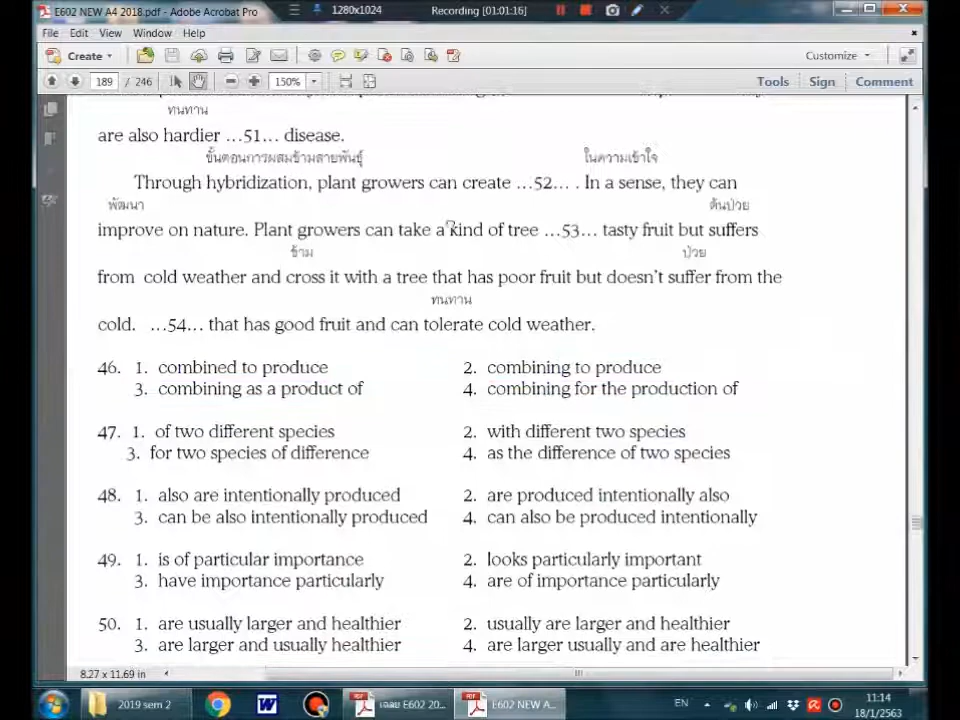 E602 NEW A4 2018.pdf - Adobe Acrobat Pro
1280x1024
Recording [01:01:16]
File Edit View Window Help
Create
Customize
189 / 246
150%
Tools Sign Comment
ทนทาน
are also hardier ...51... disease.
ขั้นตอนการผสมข้ามสายพันธุ์ ในความเข้าใจ
Through hybridization, plant growers can create ...52... . In a sense, they can
พัฒนา ต้นป่วย
improve on nature. Plant growers can take a kind of tree ...53... tasty fruit but suffers
ข้าม ป่วย
from cold weather and cross it with a tree that has poor fruit but doesn't suffer from the
ทนทาน
cold. ...54... that has good fruit and can tolerate cold weather.
46. 1. combined to produce 2. combining to produce
3. combining as a product of 4. combining for the production of
47. 1. of two different species 2. with different two species
3. for two species of difference 4. as the difference of two species
48. 1. also are intentionally produced 2. are produced intentionally also
3. can be also intentionally produced 4. can also be produced intentionally
49. 1. is of particular importance 2. looks particularly important
3. have importance particularly 4. are of importance particularly
50. 1. are usually larger and healthier 2. usually are larger and healthier
3. are larger and usually healthier 4. are larger usually and are healthier
8.27 x 11.69 in
2019 sem 2
เฉลย E602 20...
E602 NEW A...
EN
11:14
18/1/2563